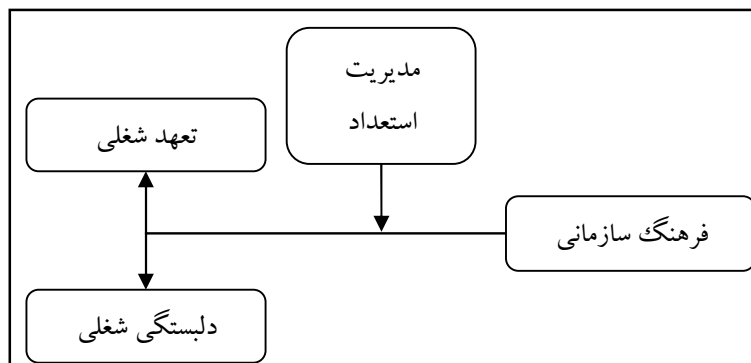 مدیریت
استعداد
تعهد شغلی
فرهنگ سازمانی
دلبستگی شغلی